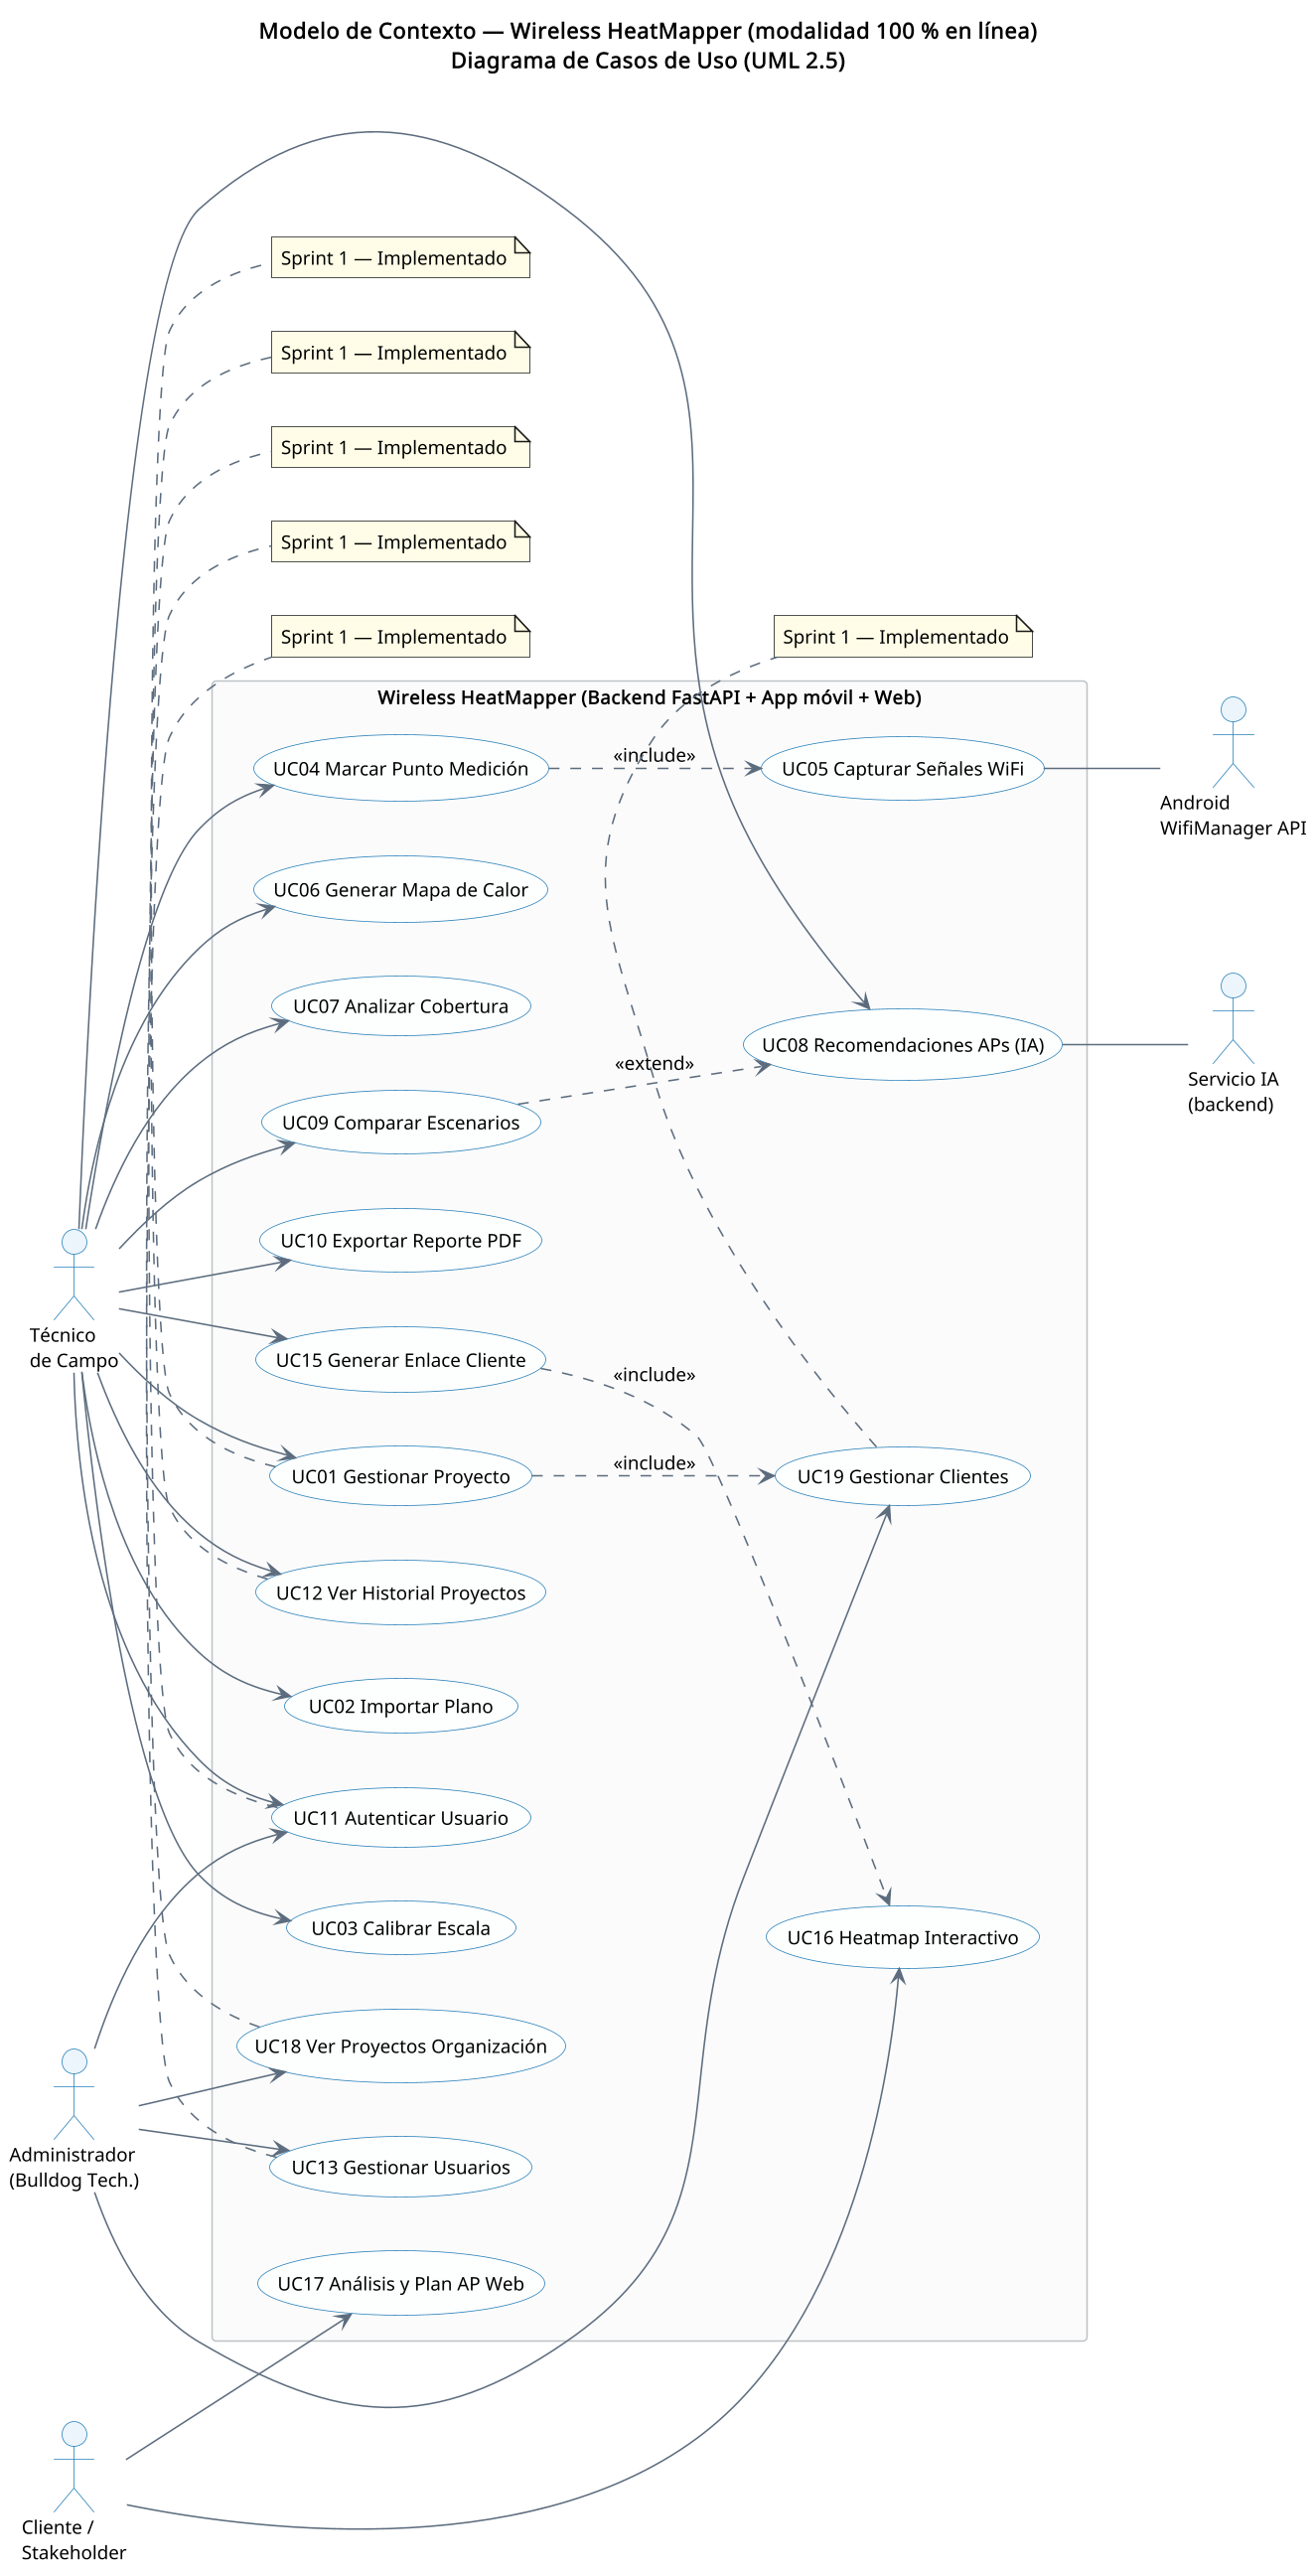 Modelo de Contexto — Wireless HeatMapper (modalidad 100 % en línea)
Diagrama de Casos de Uso (UML 2.5)
Sprint 1 — Implementado
Sprint 1 — Implementado
Sprint 1 — Implementado
Sprint 1 — Implementado
Sprint 1 — Implementado
Sprint 1 — Implementado
Wireless HeatMapper (Backend FastAPI + App móvil + Web)
UC04 Marcar Punto Medición
«include»
UC05 Capturar Señales WiFi
Android
WifiManager API
UC06 Generar Mapa de Calor
UC07 Analizar Cobertura
UC08 Recomendaciones APs (IA)
«extend»
Servicio IA
(backend)
UC09 Comparar Escenarios
UC10 Exportar Reporte PDF
Técnico
de Campo
UC15 Generar Enlace Cliente
«include»
UC01 Gestionar Proyecto
«include»
UC19 Gestionar Clientes
UC12 Ver Historial Proyectos
UC02 Importar Plano
UC11 Autenticar Usuario
UC03 Calibrar Escala
UC16 Heatmap Interactivo
UC18 Ver Proyectos Organización
Administrador
(Bulldog Tech.)
UC13 Gestionar Usuarios
UC17 Análisis y Plan AP Web
Cliente /
Stakeholder